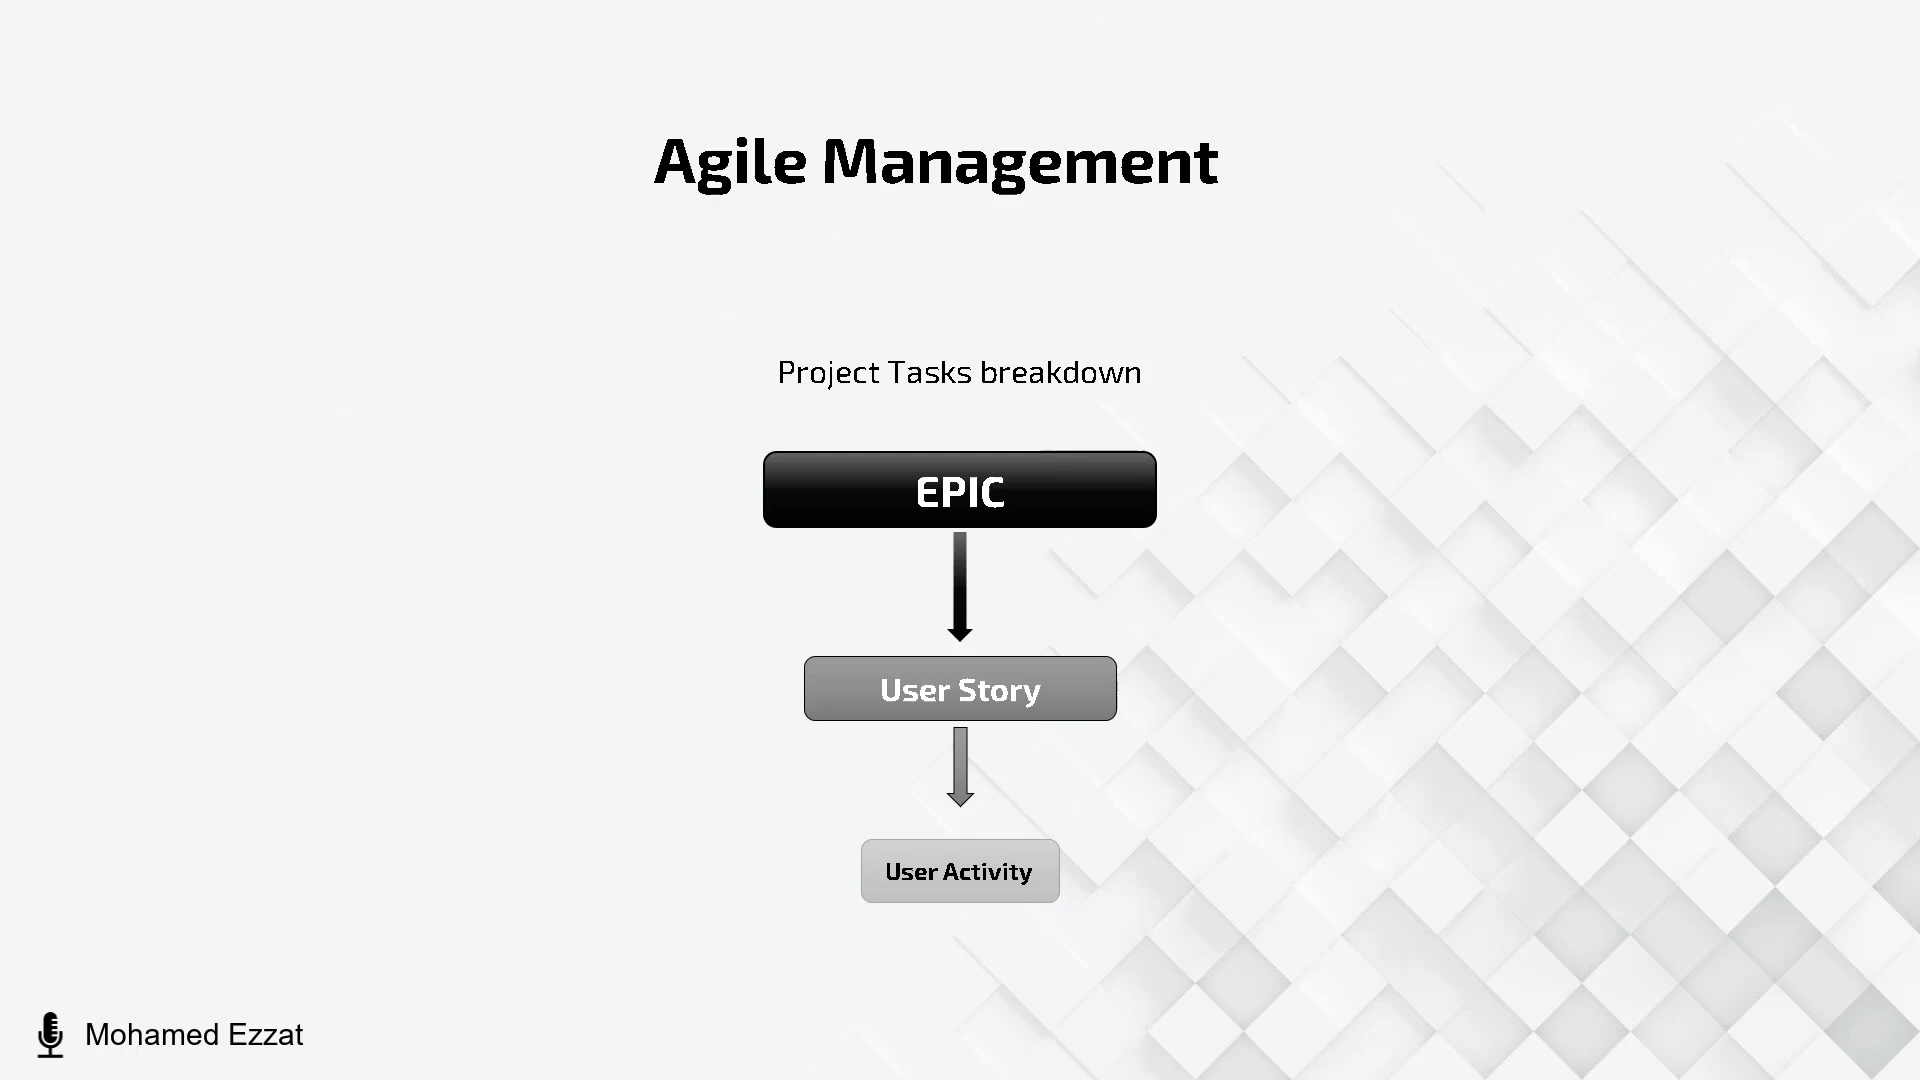 Agile Management
Project Tasks breakdown
EPIC
User Story
User Activity
Mohamed Ezzat